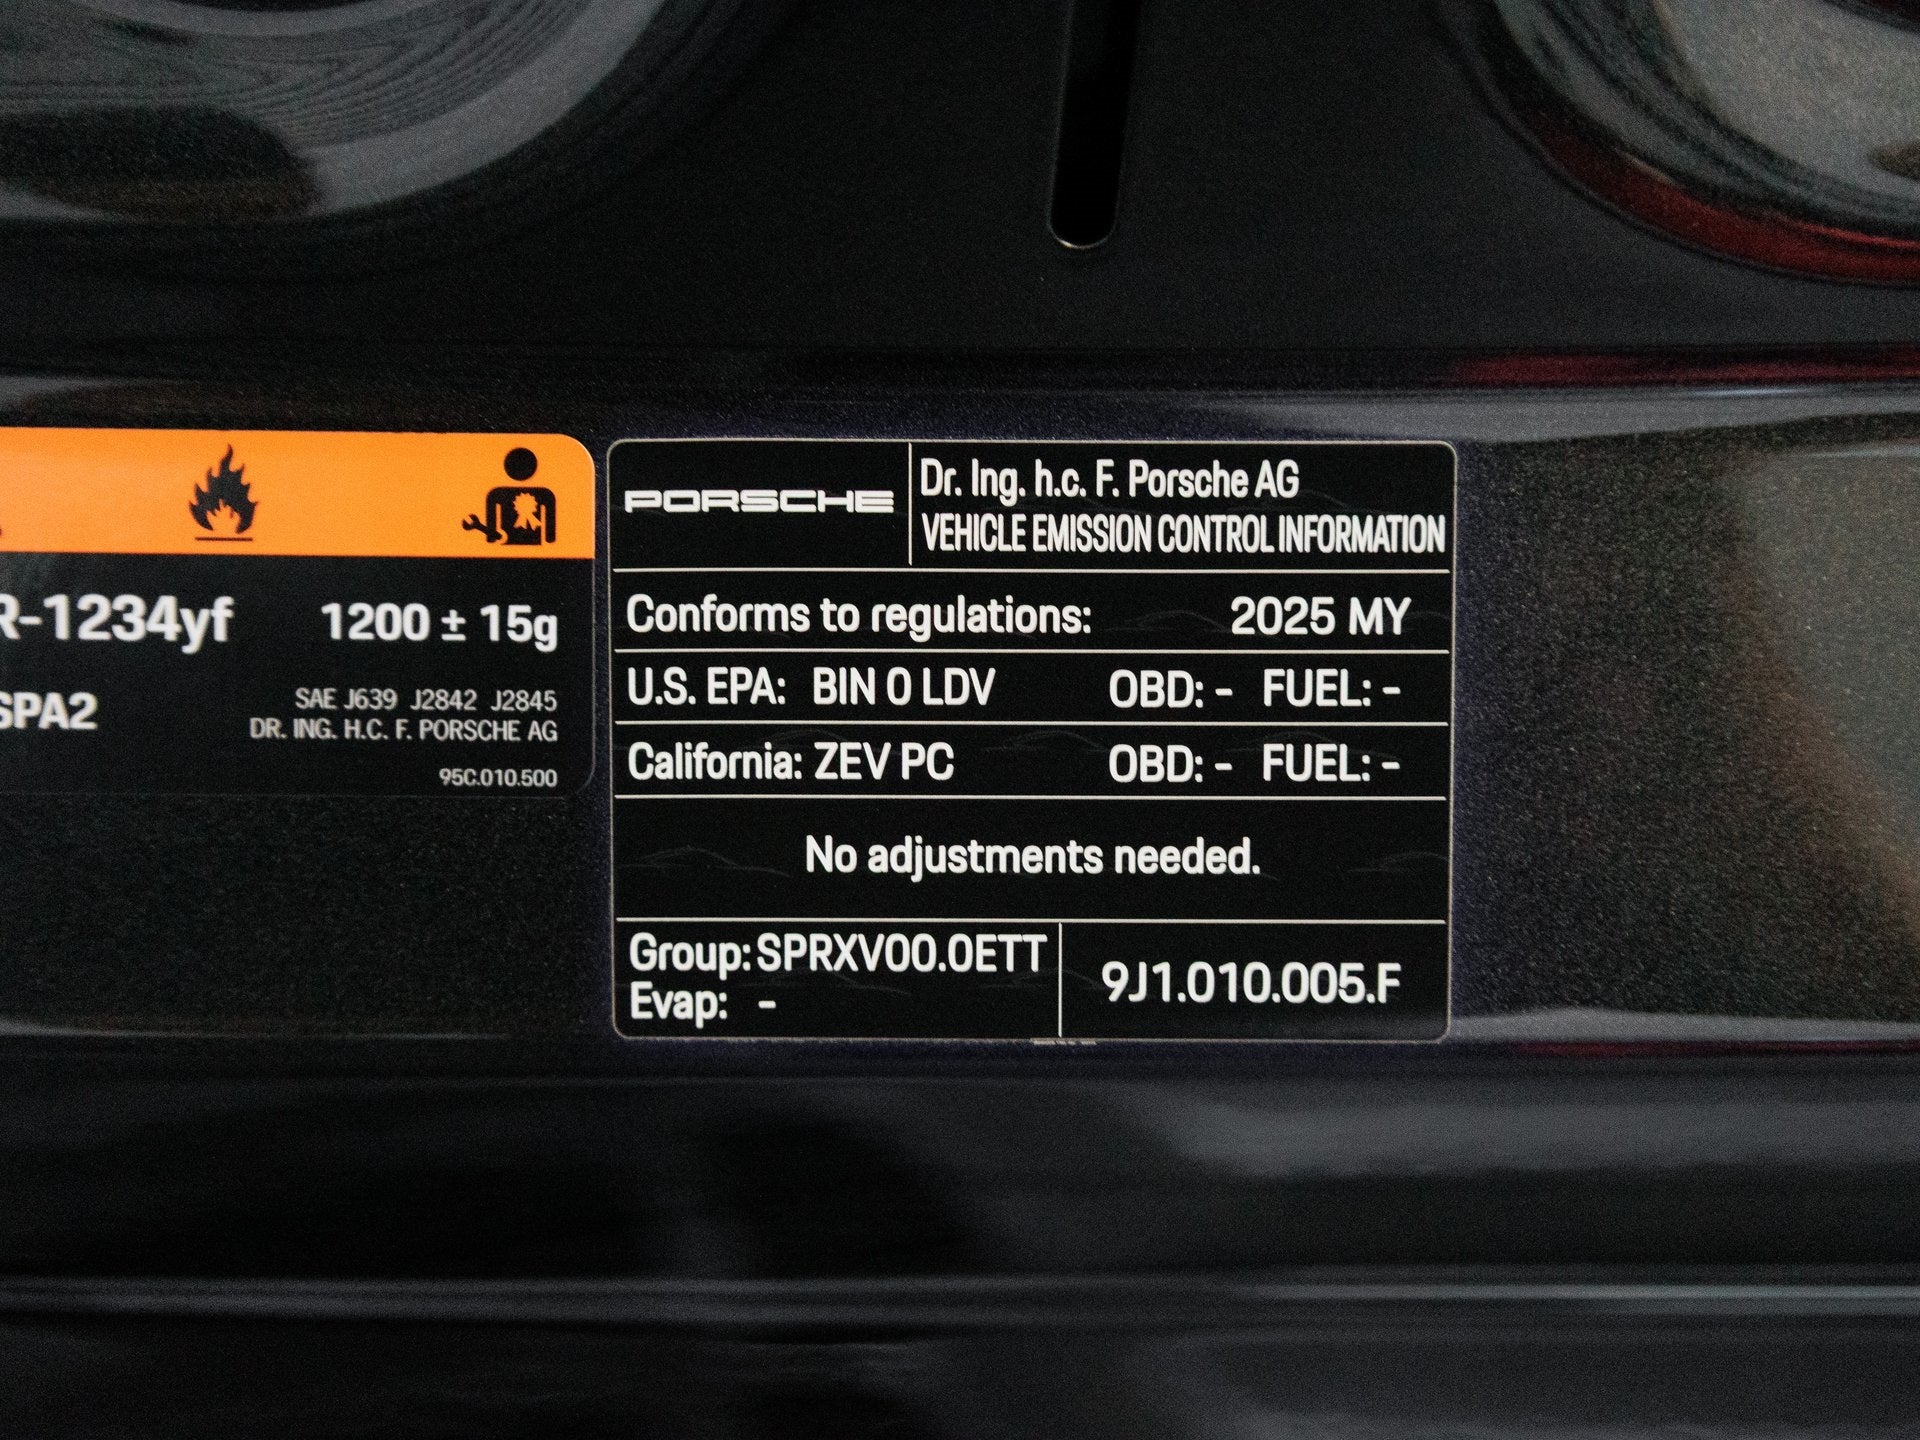 R-1234yf 1200 ± 15g
SPA2
SAE J639 J2842 J2845
DR. ING. H.C. F. PORSCHE AG
95C.010.500
PORSCHE
Dr. Ing. h.c. F. Porsche AG
VEHICLE EMISSION CONTROL INFORMATION
Conforms to regulations: 2025 MY
U.S. EPA: BIN 0 LDV OBD: - FUEL: -
California: ZEV PC OBD: - FUEL: -
No adjustments needed.
Group: SPRXV00.0ETT
Evap: -
9J1.010.005.F